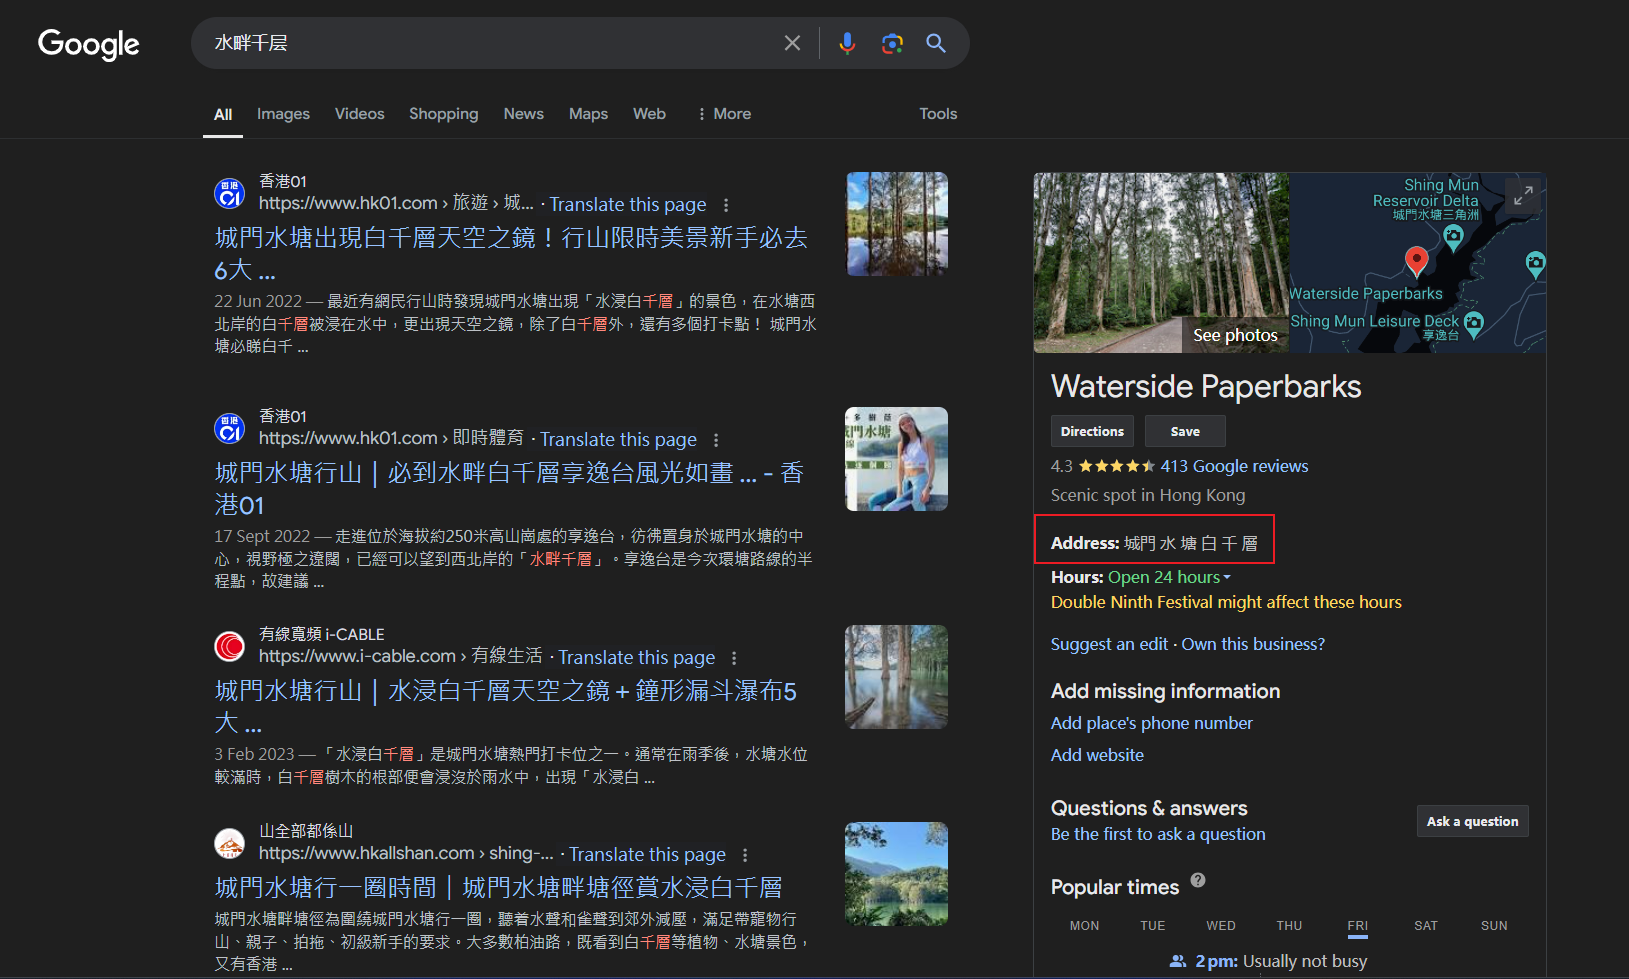 Google
水畔千层
All
Images
Videos
Shopping
News
Maps
Web
More
Tools
香港01
https://www.hk01.com › 旅遊 › 城... · Translate this page
城門水塘出現白千層天空之鏡！行山限時美景新手必去
6大 ...
22 Jun 2022 — 最近有網民行山時發現城門水塘出現「水浸白千層」的景色，在水塘西
北岸的白千層被浸在水中，更出現天空之鏡，除了白千層外，還有多個打卡點！ 城門水
塘必睇白千 ...
香港01
https://www.hk01.com › 即時體育 · Translate this page
城門水塘行山｜必到水畔白千層享逸台風光如畫 ... - 香
港01
17 Sept 2022 — 走進位於海拔約250米高山崗處的享逸台，彷彿置身於城門水塘的中
心，視野極之遼闊，已經可以望到西北岸的「水畔千層」。享逸台是今次環塘路線的半
程點，故建議 ...
多樹蔭
門水塘
有線寬頻 i-CABLE
https://www.i-cable.com › 有線生活 · Translate this page
城門水塘行山｜水浸白千層天空之鏡＋鐘形漏斗瀑布5
大 ...
3 Feb 2023 — 「水浸白千層」是城門水塘熱門打卡位之一。通常在雨季後，水塘水位
較滿時，白千層樹木的根部便會浸沒於雨水中，出現「水浸白 ...
山全部都係山
https://www.hkallshan.com › shing-... · Translate this page
城門水塘行一圈時間｜城門水塘畔塘徑賞水浸白千層
城門水塘畔塘徑為圍繞城門水塘行一圈，聽着水聲和雀聲到郊外減壓，滿足帶寵物行
山、親子、拍拖、初級新手的要求。大多數柏油路，既看到白千層等植物、水塘景色，
又有香港 ...
See photos
Shing Mun
Reservoir Delta
城門水塘三角洲
Waterside Paperbarks
Shing Mun Leisure Deck
享逸台
Waterside Paperbarks
Directions
Save
4.3 413 Google reviews
Scenic spot in Hong Kong
Address: 城門 水 塘 白 千 層
Hours: Open 24 hours
Double Ninth Festival might affect these hours
Suggest an edit · Own this business?
Add missing information
Add place's phone number
Add website
Questions & answers
Be the first to ask a question
Ask a question
Popular times
MON TUE WED THU FRI SAT SUN
2 pm: Usually not busy